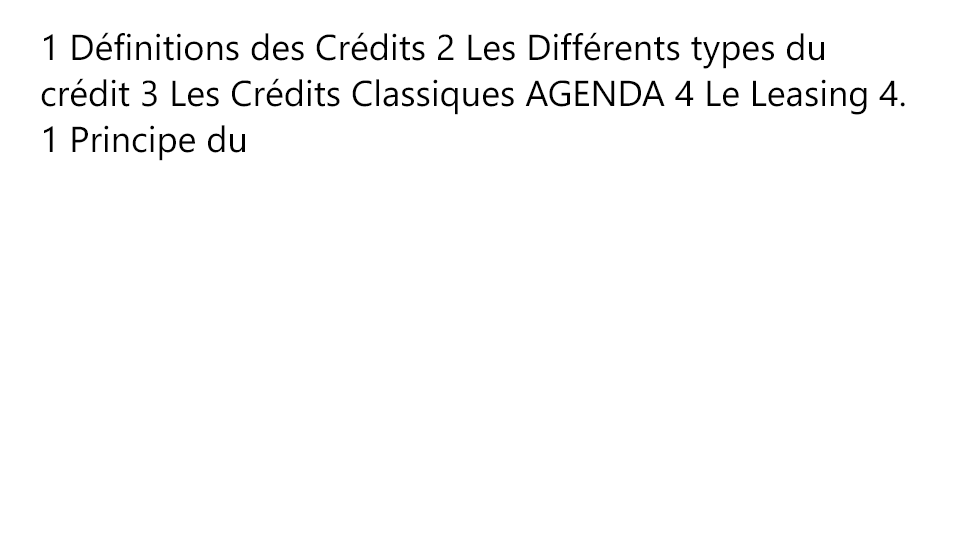 1 Définitions des Crédits 2 Les Différents types du
crédit 3 Les Crédits Classiques AGENDA 4 Le Leasing 4.
1 Principe du